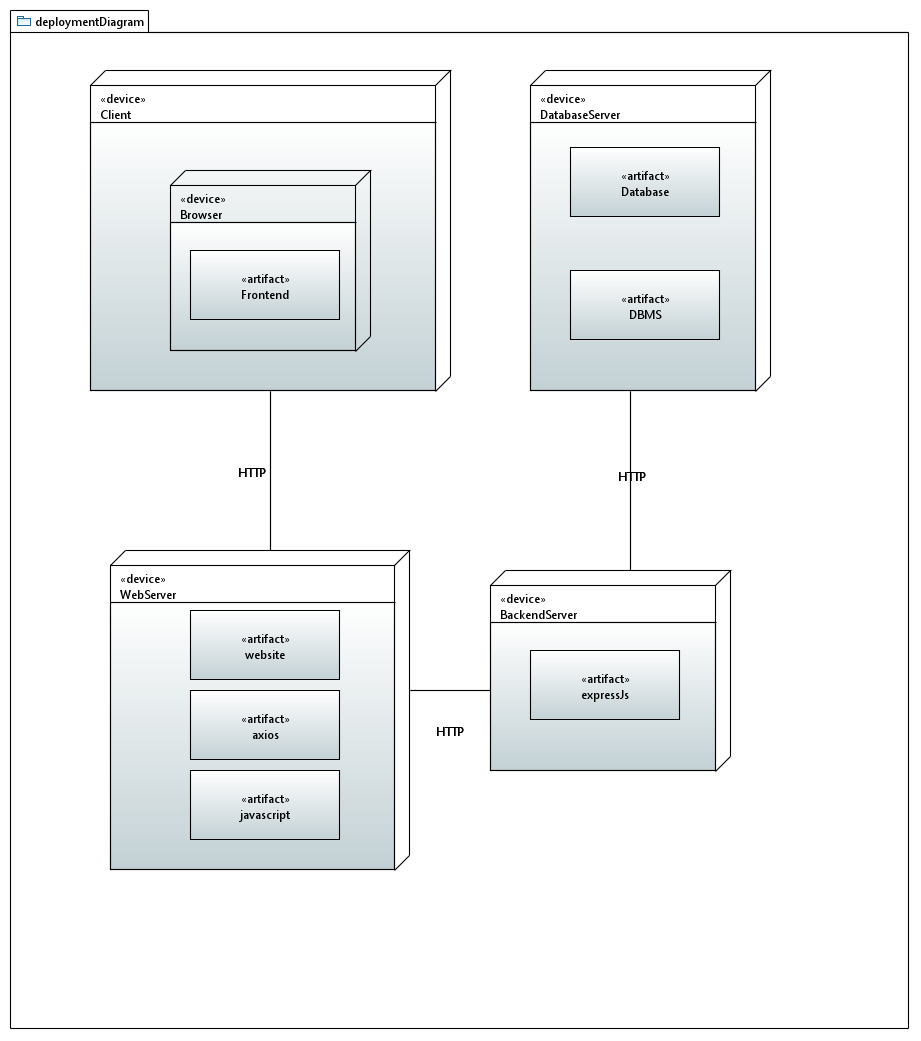 deploymentDiagram
«device»
Client
«device»
Browser
«artifact»
Frontend
«device»
DatabaseServer
«artifact»
Database
«artifact»
DBMS
HTTP
HTTP
«device»
WebServer
«artifact»
website
«artifact»
axios
«artifact»
javascript
HTTP
«device»
BackendServer
«artifact»
expressJs